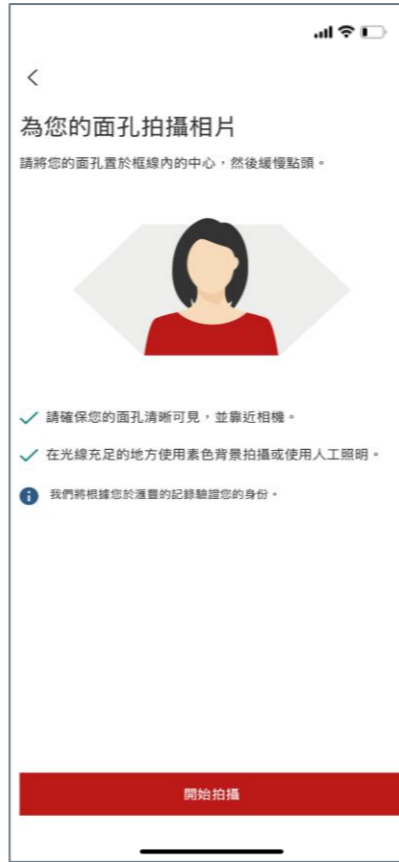 為您的面孔拍攝相片
請將您的面孔置於框線內的中心，然後緩慢點頭。
請確保您的面孔清晰可見，並靠近相機。
在光線充足的地方使用素色背景拍攝或使用人工照明。
我們將根據您於滙豐的記錄驗證您的身份。
開始拍攝